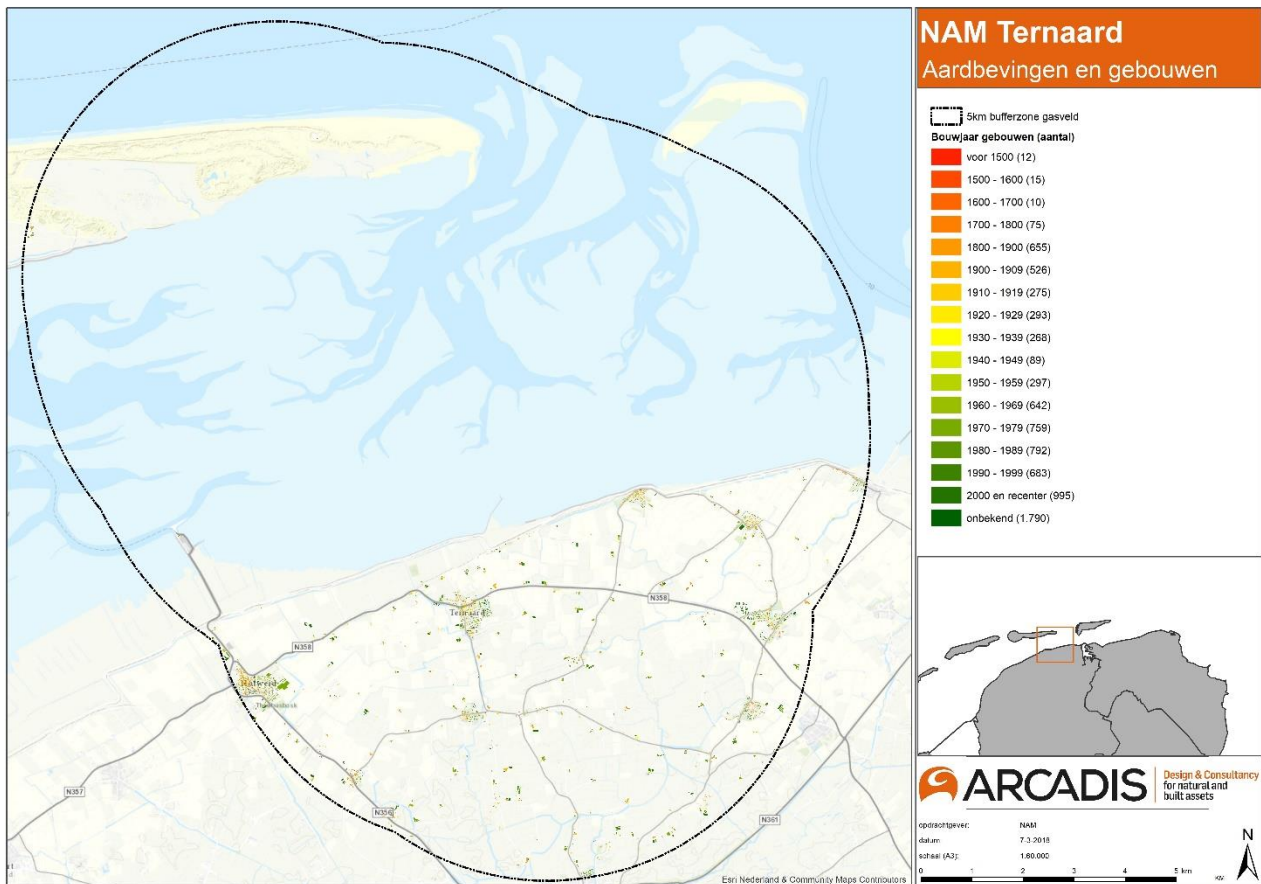 NAM Ternaard
Aardbevingen en gebouwen
5km bufferzone gasveld
Bouwjaar gebouwen (aantal)
voor 1500 (12)
1500 - 1600 (15)
1600 - 1700 (10)
1700 - 1800 (75)
1800 - 1900 (655)
1900 - 1909 (526)
1910 - 1919 (275)
1920 - 1929 (293)
1930 - 1939 (268)
1940 - 1949 (89)
1950 - 1959 (297)
1960 - 1969 (642)
1970 - 1979 (759)
1980 - 1989 (792)
1990 - 1999 (683)
2000 en recenter (995)
onbekend (1.790)
N358
Ternaard
N358
N356
N357
N361
Esri Nederland & Community Maps Contributors
ARCADIS
Design & Consultancy
for natural and
built assets
opdrachtgever: NAM
datum 7-3-2018
schaal (A3): 1:60.000
N
0 1 2 3 4 5 km
KM